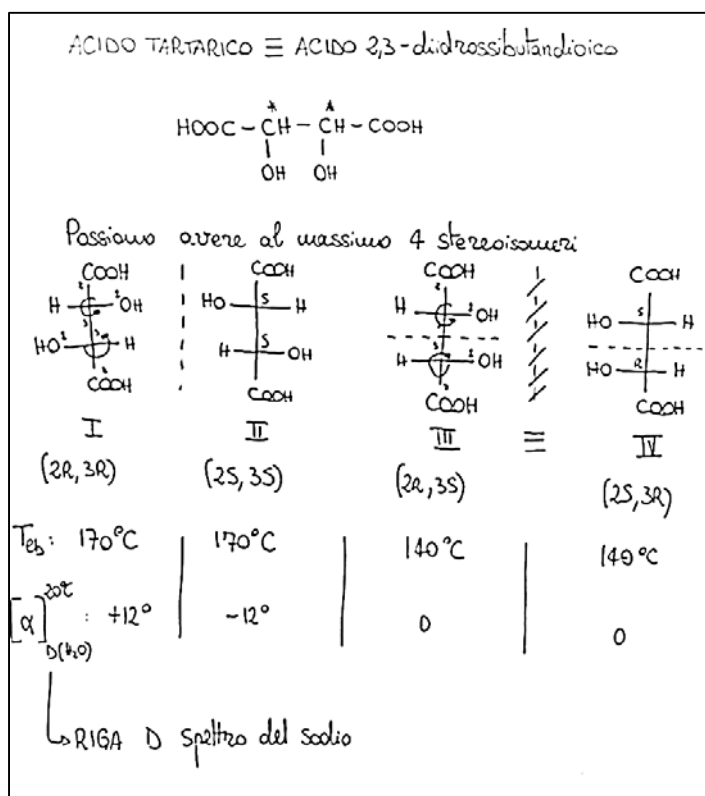 ACIDO TARTARICO ≡ ACIDO 2,3-diidrossibutandioico
* *
HOOC - CH - CH - COOH
OH OH
Possiamo avere al massimo 4 stereoisomeri
COOH COOH COOH COOH
H OH HO S H H OH HO S H
HO H H S OH H OH HO R H
COOH COOH COOH COOH
I II III ≡ IV
(2R,3R) (2S,3S) (2R,3S) (2S,3R)
Teb: 170°C 170°C 140°C 140°C
[α] 20°C D(H₂O) : +12° -12° 0 0
RIGA D spettro del sodio